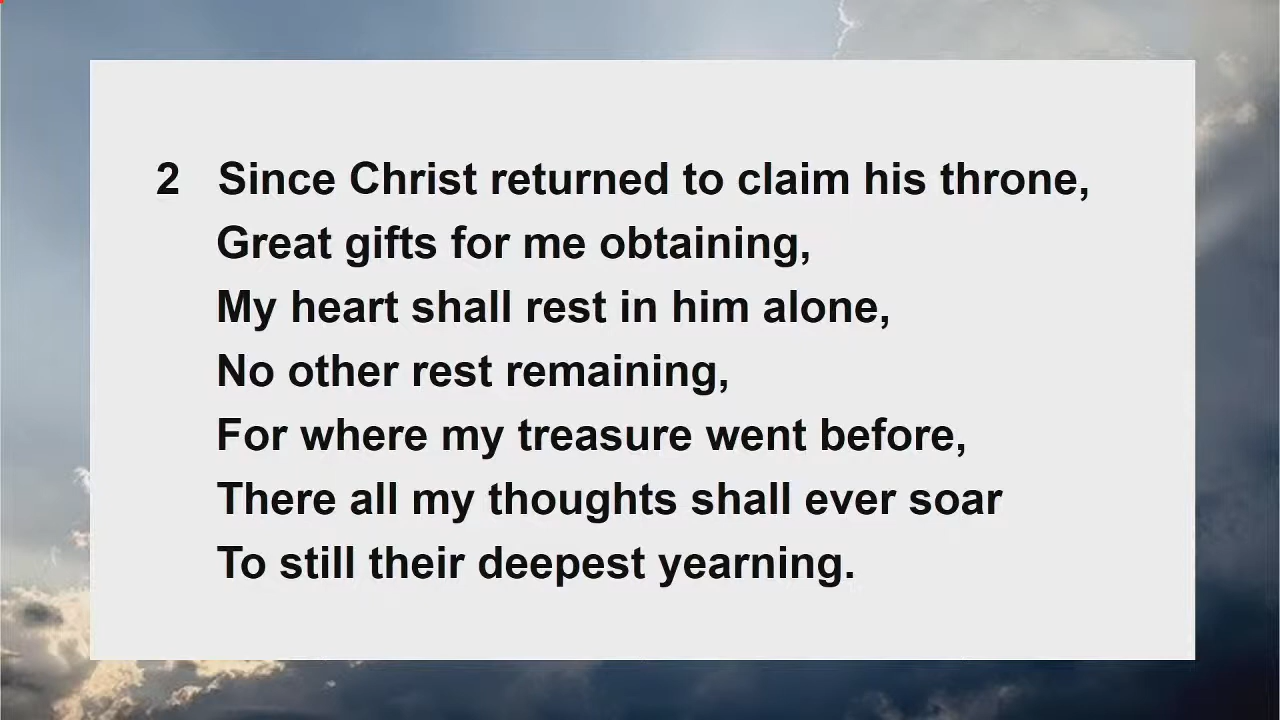 2 Since Christ returned to claim his throne,
Great gifts for me obtaining,
My heart shall rest in him alone,
No other rest remaining,
For where my treasure went before,
There all my thoughts shall ever soar
To still their deepest yearning.